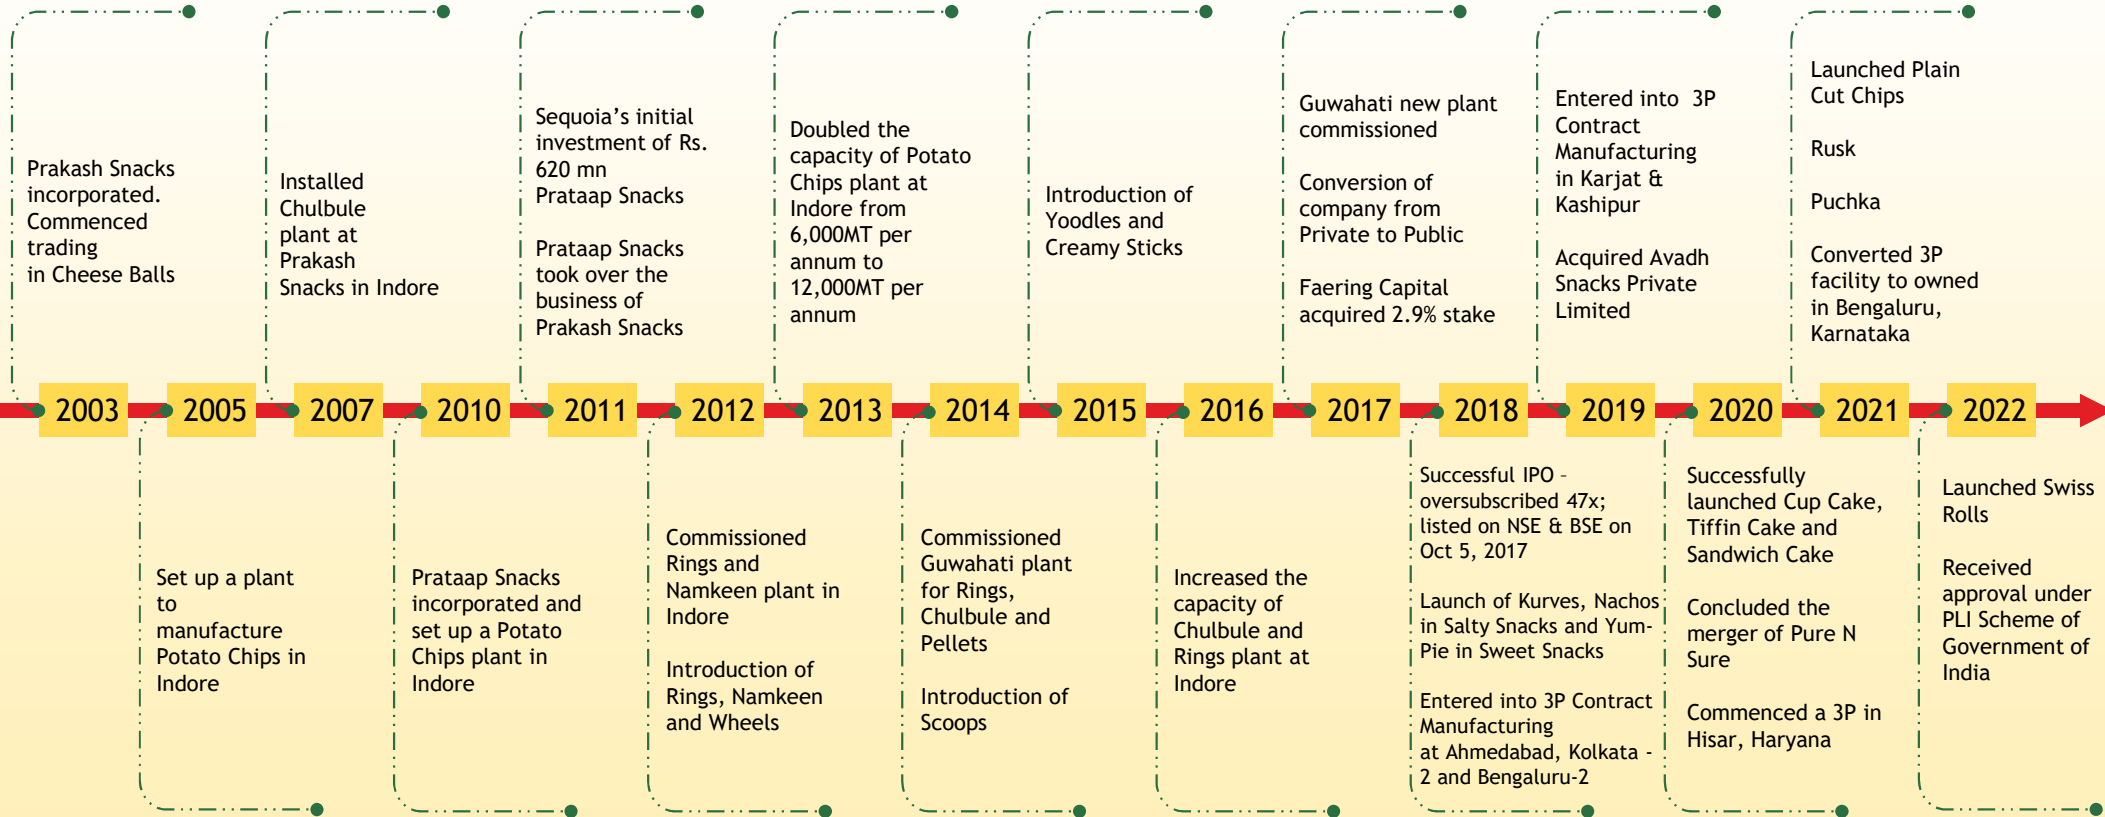 Prakash Snacks
incorporated.
Commenced
trading
in Cheese Balls
Installed
Chulbule
plant at
Prakash
Snacks in Indore
Sequoia’s initial
investment of Rs.
620 mn
Prataap Snacks
Prataap Snacks
took over the
business of
Prakash Snacks
Doubled the
capacity of Potato
Chips plant at
Indore from
6,000MT per
annum to
12,000MT per
annum
Introduction of
Yoodles and
Creamy Sticks
Guwahati new plant
commissioned
Conversion of
company from
Private to Public
Faering Capital
acquired 2.9% stake
Entered into 3P
Contract
Manufacturing
in Karjat &
Kashipur
Acquired Avadh
Snacks Private
Limited
Launched Plain
Cut Chips
Rusk
Puchka
Converted 3P
facility to owned
in Bengaluru,
Karnataka
2003 2005 2007 2010 2011 2012 2013 2014 2015 2016 2017 2018 2019 2020 2021 2022
Set up a plant
to
manufacture
Potato Chips in
Indore
Prataap Snacks
incorporated and
set up a Potato
Chips plant in
Indore
Commissioned
Rings and
Namkeen plant in
Indore
Introduction of
Rings, Namkeen
and Wheels
Commissioned
Guwahati plant
for Rings,
Chulbule and
Pellets
Introduction of
Scoops
Increased the
capacity of
Chulbule and
Rings plant at
Indore
Successful IPO –
oversubscribed 47x;
listed on NSE & BSE on
Oct 5, 2017
Launch of Kurves, Nachos
in Salty Snacks and Yum-
Pie in Sweet Snacks
Entered into 3P Contract
Manufacturing
at Ahmedabad, Kolkata -
2 and Bengaluru-2
Successfully
launched Cup Cake,
Tiffin Cake and
Sandwich Cake
Concluded the
merger of Pure N
Sure
Commenced a 3P in
Hisar, Haryana
Launched Swiss
Rolls
Received
approval under
PLI Scheme of
Government of
India